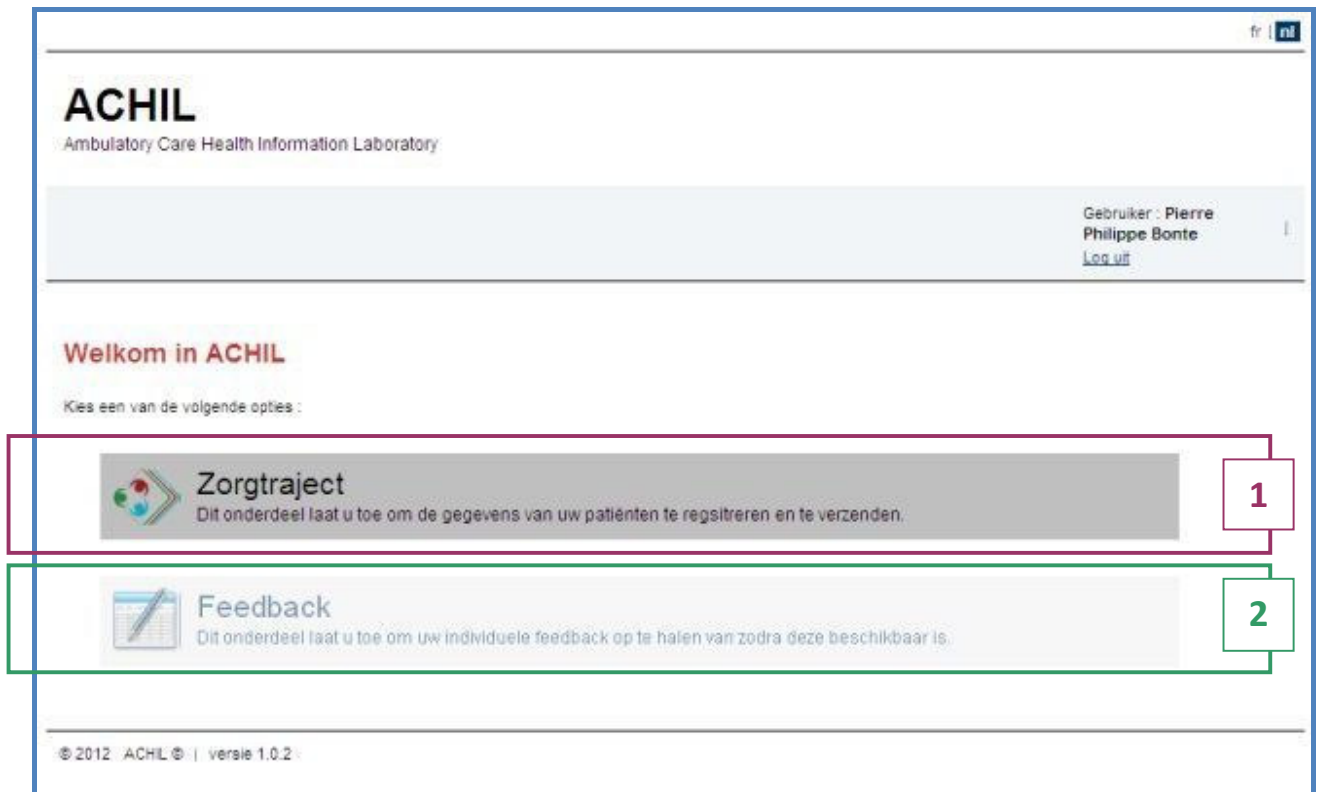 fr | nl
ACHIL
Ambulatory Care Health Information Laboratory
Gebruiker : Pierre
Philippe Bonte
|
Log uit
Welkom in ACHIL
Kies een van de volgende opties :
Zorgtraject
Dit onderdeel laat u toe om de gegevens van uw patiënten te regsitreren en te verzenden.
1
Feedback
Dit onderdeel laat u toe om uw individuele feedback op te halen van zodra deze beschikbaar is.
2
© 2012 ACHIL © | versie 1.0.2